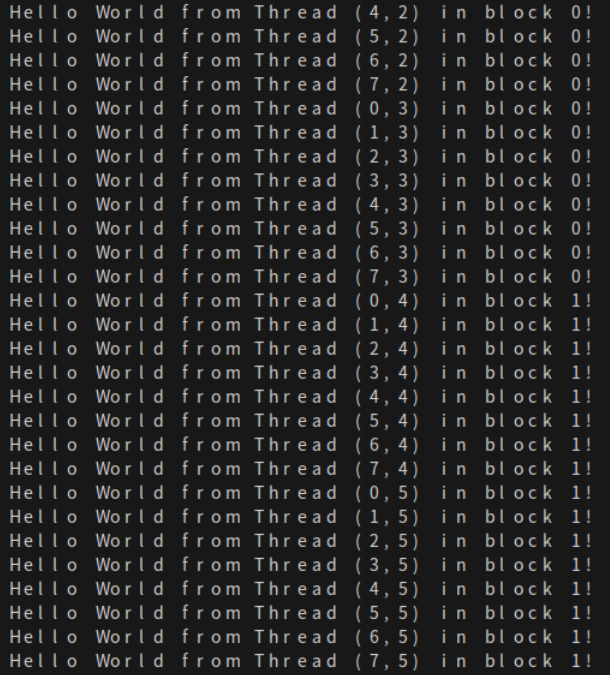 Hello World from Thread (4,2) in block 0!
Hello World from Thread (5,2) in block 0!
Hello World from Thread (6,2) in block 0!
Hello World from Thread (7,2) in block 0!
Hello World from Thread (0,3) in block 0!
Hello World from Thread (1,3) in block 0!
Hello World from Thread (2,3) in block 0!
Hello World from Thread (3,3) in block 0!
Hello World from Thread (4,3) in block 0!
Hello World from Thread (5,3) in block 0!
Hello World from Thread (6,3) in block 0!
Hello World from Thread (7,3) in block 0!
Hello World from Thread (0,4) in block 1!
Hello World from Thread (1,4) in block 1!
Hello World from Thread (2,4) in block 1!
Hello World from Thread (3,4) in block 1!
Hello World from Thread (4,4) in block 1!
Hello World from Thread (5,4) in block 1!
Hello World from Thread (6,4) in block 1!
Hello World from Thread (7,4) in block 1!
Hello World from Thread (0,5) in block 1!
Hello World from Thread (1,5) in block 1!
Hello World from Thread (2,5) in block 1!
Hello World from Thread (3,5) in block 1!
Hello World from Thread (4,5) in block 1!
Hello World from Thread (5,5) in block 1!
Hello World from Thread (6,5) in block 1!
Hello World from Thread (7,5) in block 1!